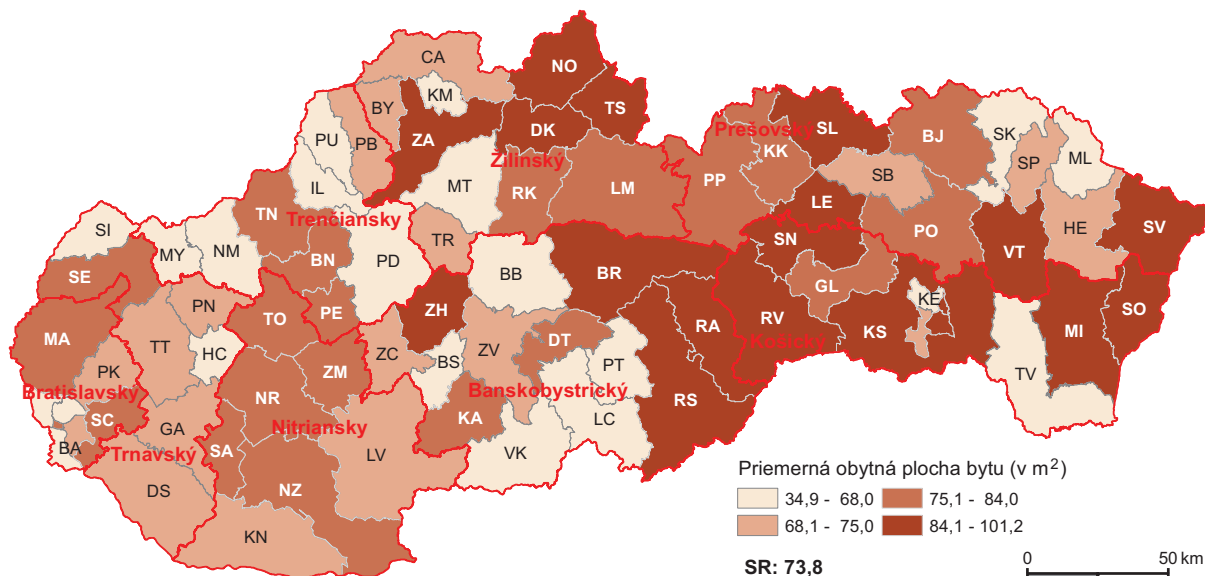 CA
NO
KM
BY
TS
ZA
DK
PU
PB
Žilinský
Prešovský
SL
BJ
SK
KK
SP
ML
IL
MT
RK
LM
PP
SB
LE
TN
Trenčiansky
SI
MY
NM
TR
PO
HE
SV
SN
VT
BN
PD
BB
BR
SE
GL
PN
PE
ZH
KE
SO
TO
RA
RV
KS
MI
MA
TT
HC
ZC
BS
ZV
DT
PT
Košický
PK
ZM
TV
Bratislavský
Banskobystrický
NR
RS
SC
KA
LC
GA
Nitriansky
BA
Trnavský
SA
LV
VK
DS
NZ
KN
Priemerná obytná plocha bytu (v m²)
34,9 - 68,0
75,1 - 84,0
68,1 - 75,0
84,1 - 101,2
SR: 73,8
0
50 km